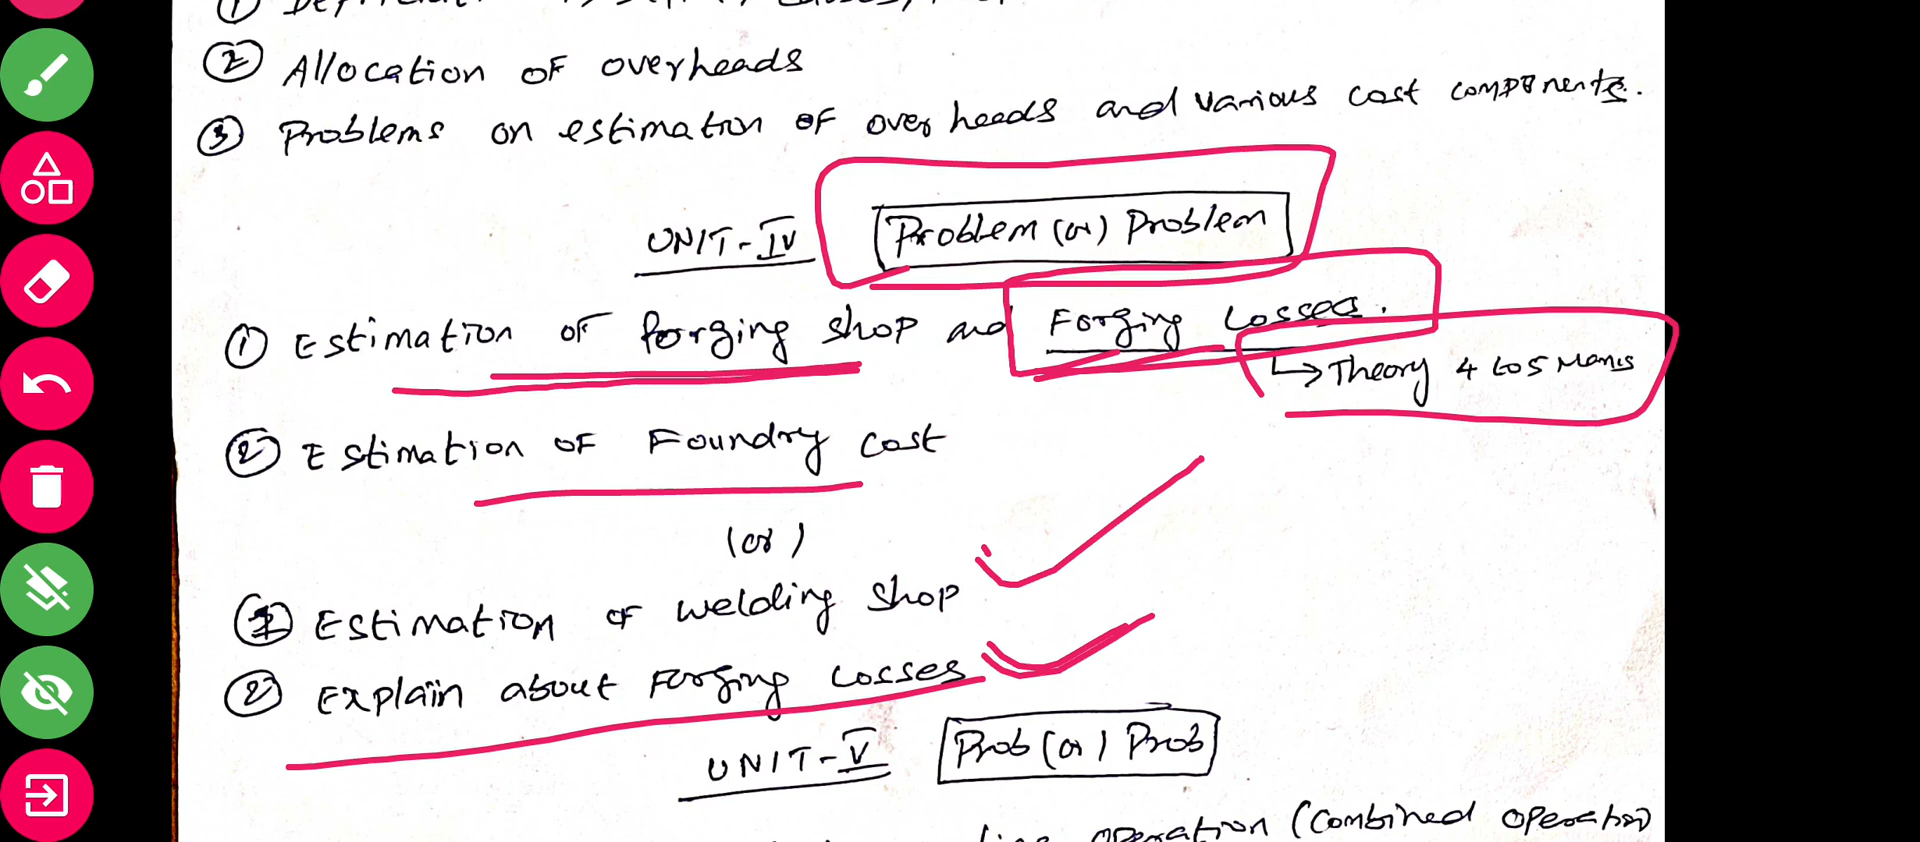 ② Allocation of overheads
③ Problems on estimation of over heads and various cost components.
UNIT-IV Problem (or) Problem
① Estimation of forging shop and Forging Losses.
↳ Theory 4 to 5 Marks
② Estimation of Foundry cost
(or)
① Estimation of welding shop
② Explain about Forging Losses
UNIT-V Prob (or) Prob
operation (Combined operation)